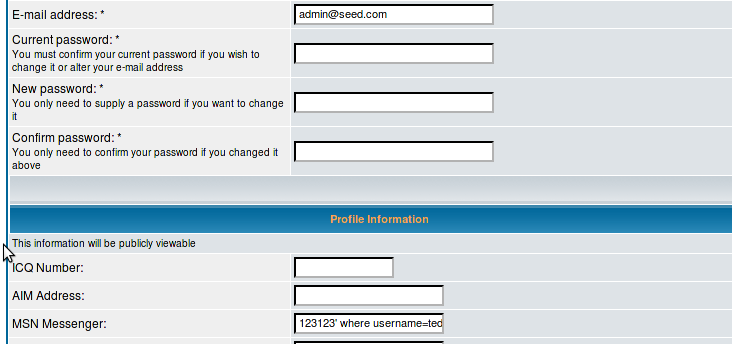 E-mail address: * admin@seed.com
Current password: *
You must confirm your current password if you wish to
change it or alter your e-mail address
New password: *
You only need to supply a password if you want to change
it
Confirm password: *
You only need to confirm your password if you changed it
above
Profile Information
This information will be publicly viewable
ICQ Number:
AIM Address:
MSN Messenger: 123123' where username=ted